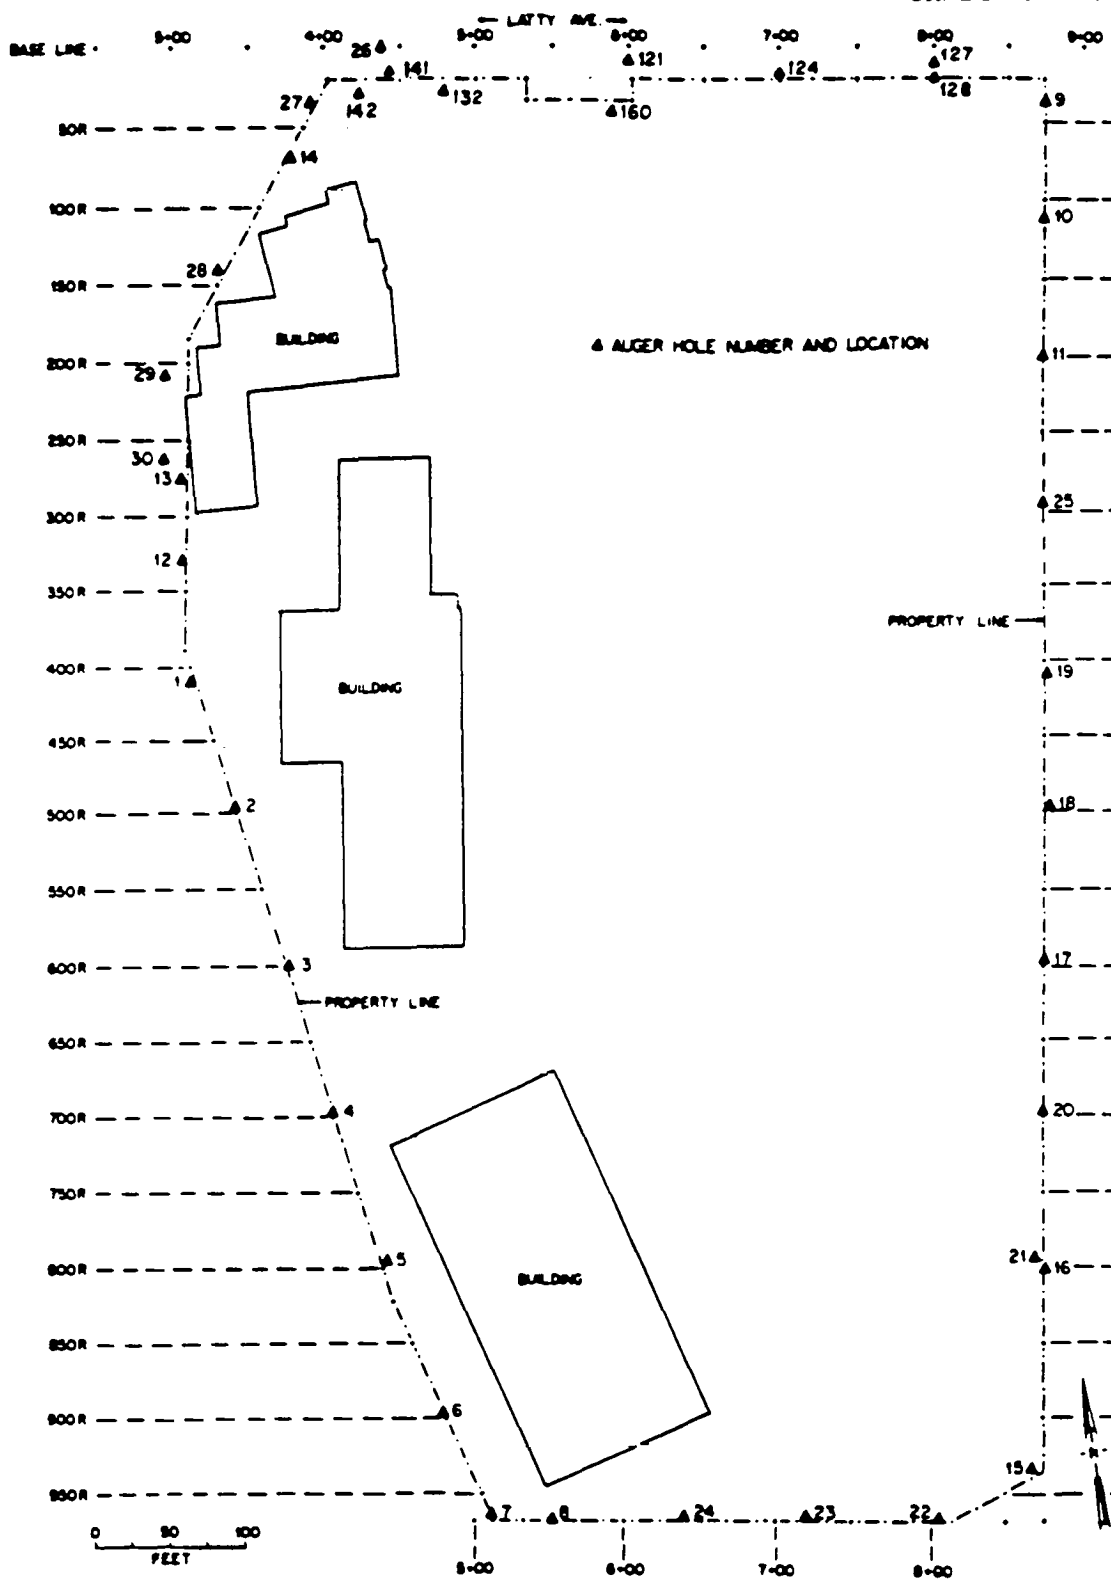 ← LATTY AVE. →
BASE LINE 3+00 4+00 5+00 6+00 7+00 8+00 9+00
26
121
127
141
124
128
27
142
132
160
9
50R
14
100R
10
28
150R
BUILDING
▲ AUGER HOLE NUMBER AND LOCATION
11
200R
29
250R
30
13
25
300R
12
350R
PROPERTY LINE
400R
1
19
BUILDING
450R
2
18
500R
550R
3
17
600R
PROPERTY LINE
650R
4
20
700R
750R
21
5
16
800R
BUILDING
850R
6
900R
N
15
950R
7
8
24
23
22
0 50 100
FEET
5+00 6+00 7+00 8+00